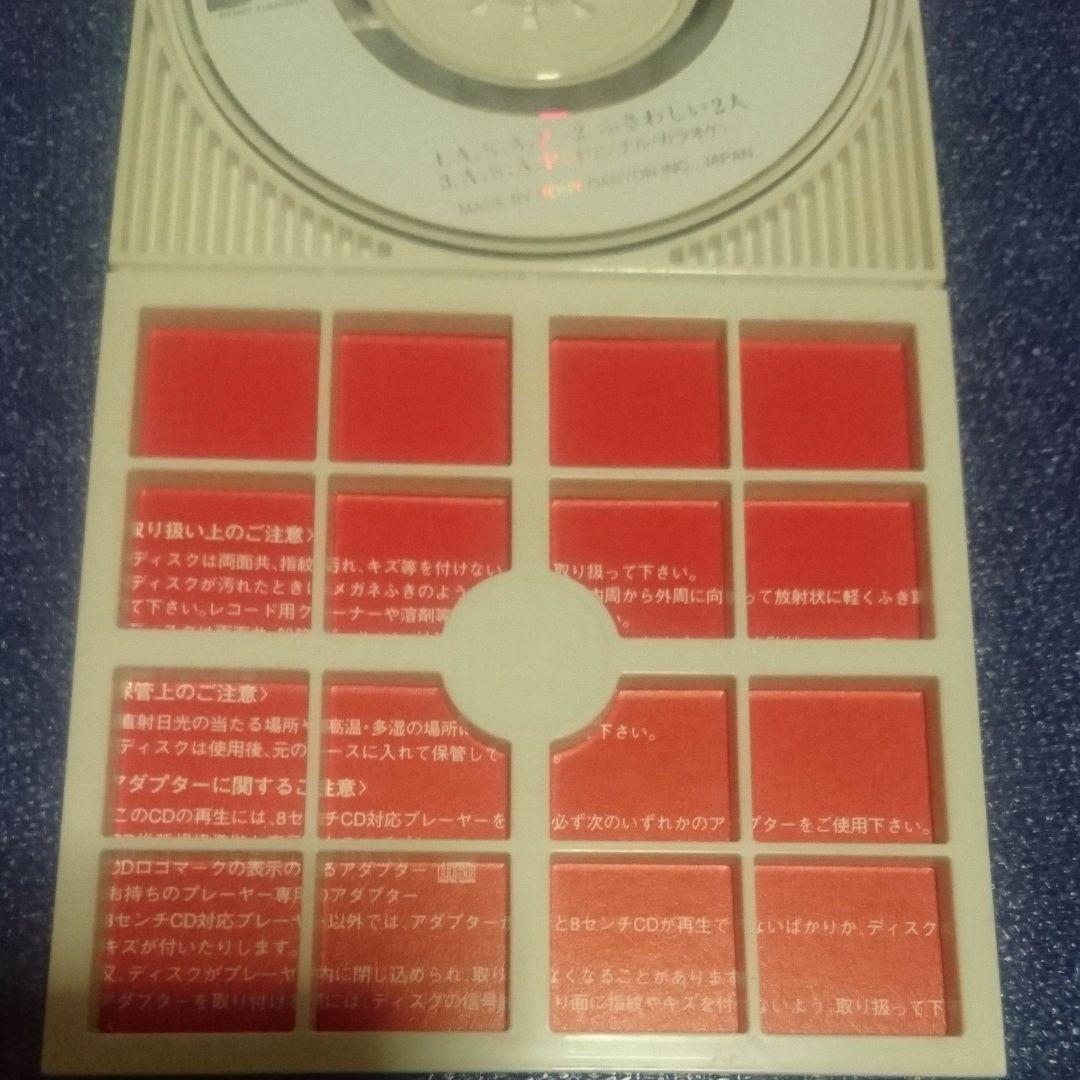 PONY CANYON
1. A.S.A.P. 2. ふさわしい2人
3. A.S.A.P.(オリジナル・カラオケ)
MADE BY PONY CANYON INC., JAPAN.
取り扱い上のご注意〉
ディスクは両面共、指紋 汚れ、キズ等を付けない 取り扱って下さい。
ディスクが汚れたときに メガネふきのよう 内周から外周に向 って放射状に軽くふき取
て下さい。レコード用ク ーナーや溶剤等 い。
保管上のご注意〉
直射日光の当たる場所や 高温・多湿の場所に 下さい。
ディスクは使用後、元の ースに入れて保管して 。
アダプターに関するご注意〉
このCDの再生には、8センチCD対応プレーヤーを 必ず次のいずれかのア プターをご使用下さい。
CDロゴマークの表示の るアダプター
お持ちのプレーヤー専用のアダプター
8センチCD対応プレーヤー以外では、アダプターが と8センチCDが再生で ないばかりか、ディスク
キズが付いたりします。
又、ディスクがプレーヤ 内に閉じ込められ、取り なくなることがあります
アダプターを取り付ける 際には、ディスクの信号 り面に指紋やキズを付 ないよう、取り扱って下